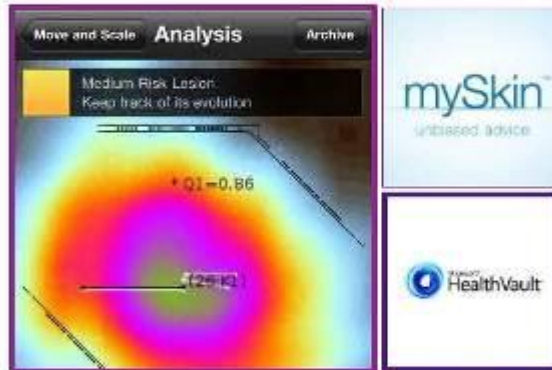 Move and Scale
Analysis
Archive
Medium Risk Lesion
Keep track of its evolution
* Q1=0.86
mySkin
unbiased advice
HealthVault